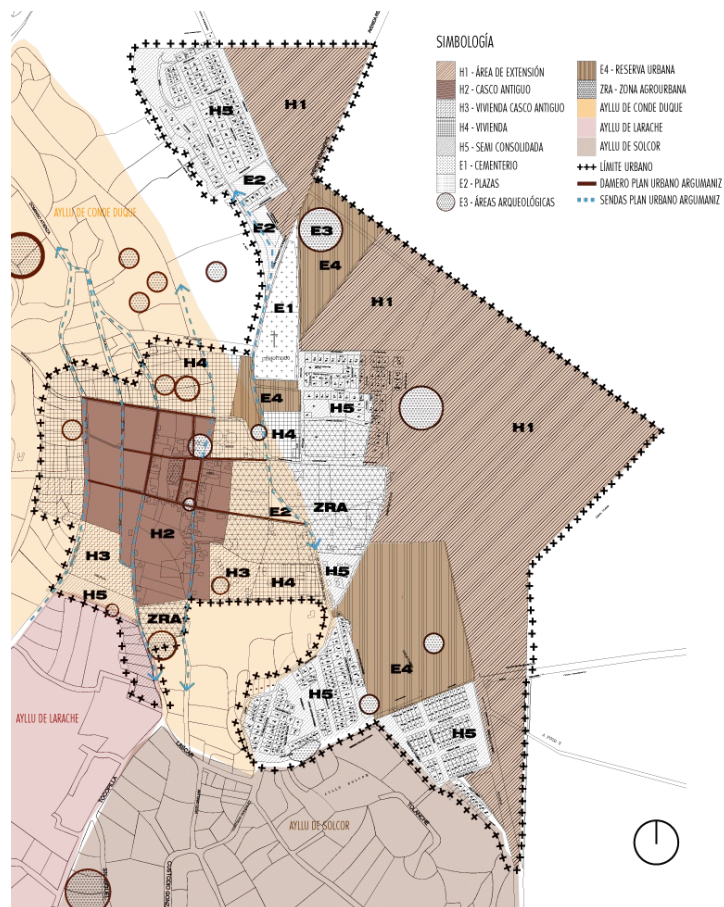 SIMBOLOGÍA
H1 - ÁREA DE EXTENSIÓN
H2 - CASCO ANTIGUO
H3 - VIVIENDA CASCO ANTIGUO
H4 - VIVIENDA
H5 - SEMI CONSOLIDADA
E1 - CEMENTERIO
E2 - PLAZAS
E3 - ÁREAS ARQUEOLÓGICAS
E4 - RESERVA URBANA
ZRA - ZONA AGROURBANA
AYLLU DE CONDE DUQUE
AYLLU DE LARACHE
AYLLU DE SOLCOR
LÍMITE URBANO
DAMERO PLAN URBANO ARGUMANIZ
SENDAS PLAN URBANO ARGUMANIZ
H5
H1
E2
AYLLU DE CONDE DUQUE
E2
E3
E4
E1
H1
H4
E4
H5
H4
H1
ZRA
E2
H2
H3
H5
H3
H4
H5
ZRA
E4
H5
H5
AYLLU DE LARACHE
AYLLU DE SOLCOR
TOCOPILLA
TOLANCHE